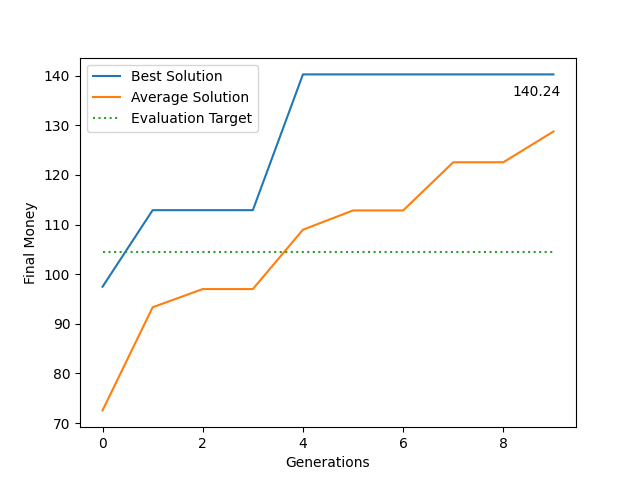 Best Solution
Average Solution
Evaluation Target
140.24
Final Money
140
130
120
110
100
90
80
70
0 2 4 6 8
Generations